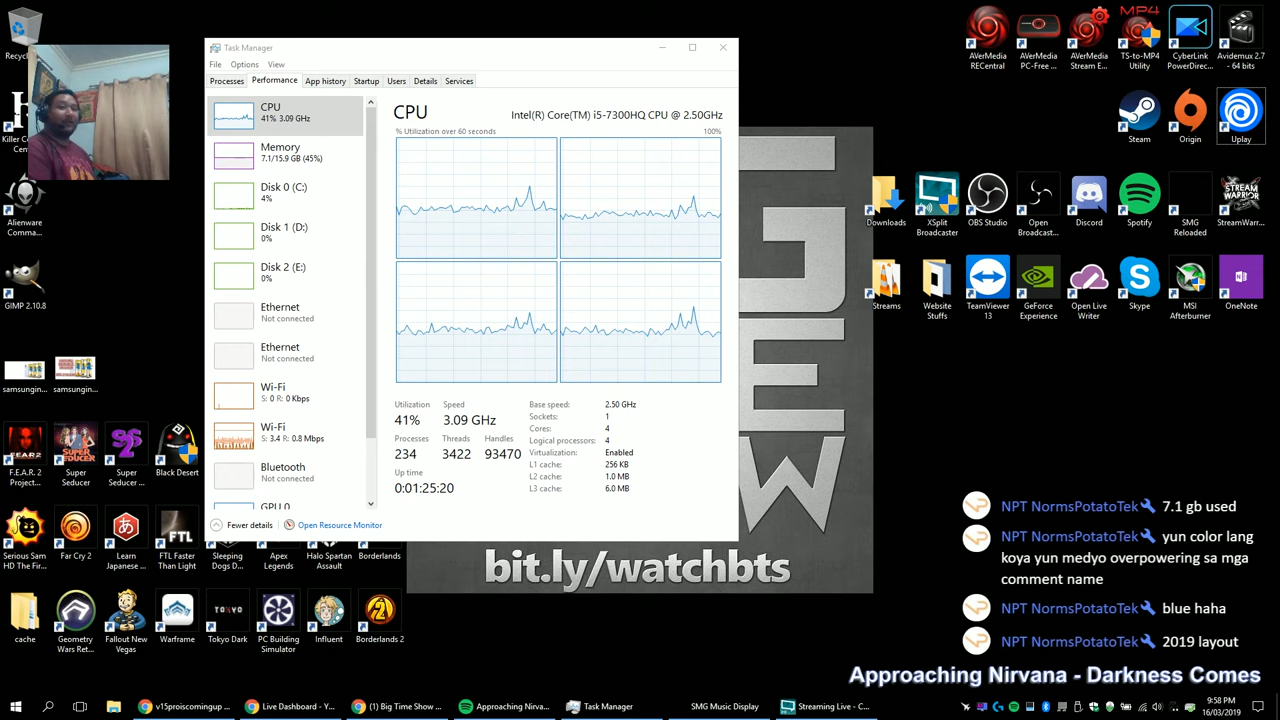 Recycl
Killer Co
Cent
Alienware
Comma...
GIMP 2.10.8
samsungin...
samsungin...
F.E.A.R. 2
Project...
Super
Seducer
Super
Seducer ...
Black Desert
Serious Sam
HD The Fir...
Far Cry 2
Learn
Japanese ...
FTL Faster
Than Light
Sleeping
Dogs D...
Apex
Legends
Halo Spartan
Assault
Borderlands
cache
Geometry
Wars Ret...
Fallout New
Vegas
Warframe
Tokyo Dark
PC Building
Simulator
Influent
Borderlands 2
Task Manager
File
Options
View
Processes
Performance
App history
Startup
Users
Details
Services
CPU
41% 3.09 GHz
Memory
7.1/15.9 GB (45%)
Disk 0 (C:)
4%
Disk 1 (D:)
0%
Disk 2 (E:)
0%
Ethernet
Not connected
Ethernet
Not connected
Wi-Fi
S: 0 R: 0 Kbps
Wi-Fi
S: 3.4 R: 0.8 Mbps
Bluetooth
Not connected
GPU 0
CPU
Intel(R) Core(TM) i5-7300HQ CPU @ 2.50GHz
% Utilization over 60 seconds
100%
Utilization
Speed
41%
3.09 GHz
Processes
Threads
Handles
234
3422
93470
Up time
0:01:25:20
Base speed:
2.50 GHz
Sockets:
1
Cores:
4
Logical processors:
4
Virtualization:
Enabled
L1 cache:
256 KB
L2 cache:
1.0 MB
L3 cache:
6.0 MB
Fewer details
Open Resource Monitor
G
E
W
bit.ly/watchbts
MP4
AVerMedia
RECentral
AVerMedia
PC-Free ...
AVerMedia
Stream E...
TS-to-MP4
Utility
CyberLink
PowerDirec...
Avidemux 2.7
- 64 bits
Steam
Origin
Uplay
STREAM
WARRIOR
Downloads
XSplit
Broadcaster
OBS Studio
Open
Broadcast...
Discord
Spotify
SMG
Reloaded
StreamWarr...
Streams
Website
Stuffs
TeamViewer
13
GeForce
Experience
Open Live
Writer
Skype
MSI
Afterburner
OneNote
NPT NormsPotatoTek 7.1 gb used
NPT NormsPotatoTek yun color lang
koya yun medyo overpowering sa mga
comment name
NPT NormsPotatoTek blue haha
NPT NormsPotatoTek 2019 layout
Approaching Nirvana - Darkness Comes
v15proiscomingup ...
Live Dashboard - Y...
(1) Big Time Show ...
Approaching Nirva...
Task Manager
SMG Music Display
Streaming Live - C...
9:58 PM
16/03/2019